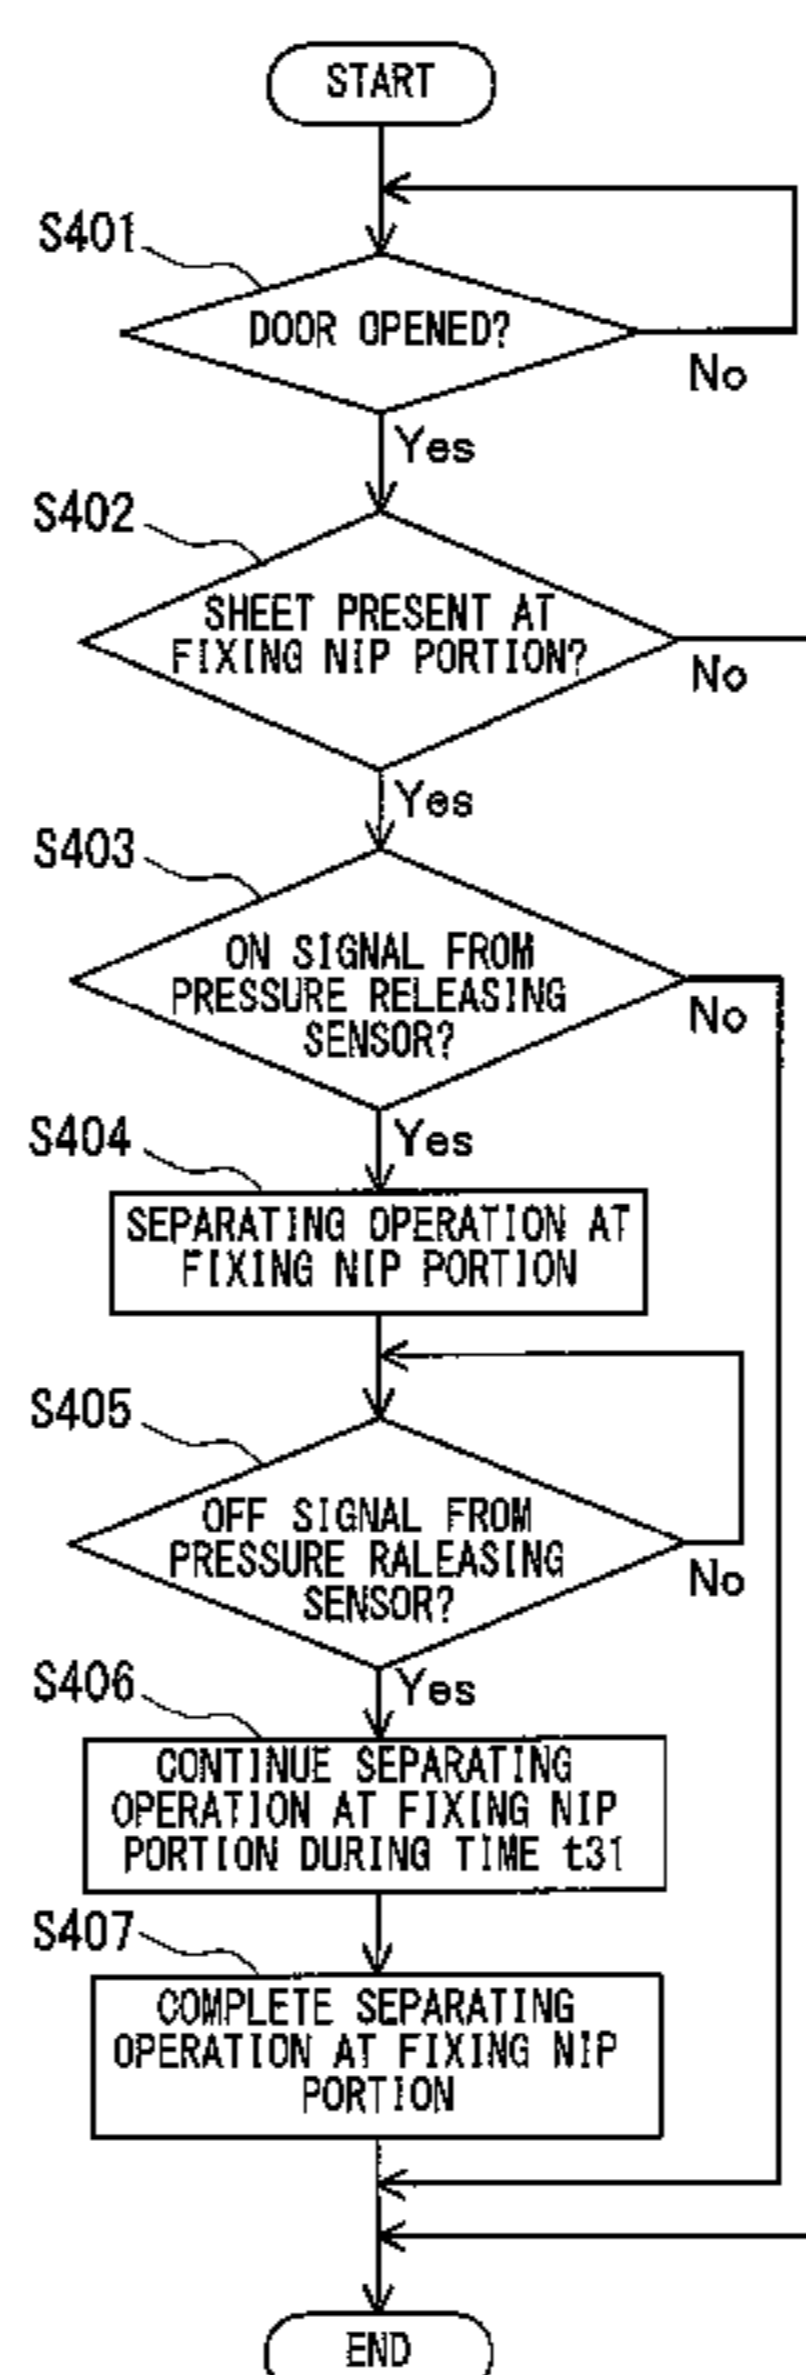 START
S401
DOOR OPENED?
No
Yes
S402
SHEET PRESENT AT
FIXING NIP PORTION?
No
Yes
S403
ON SIGNAL FROM
PRESSURE RELEASING
SENSOR?
No
Yes
S404
SEPARATING OPERATION AT
FIXING NIP PORTION
S405
OFF SIGNAL FROM
PRESSURE RALEASING
SENSOR?
No
Yes
S406
CONTINUE SEPARATING
OPERATION AT FIXING NIP
PORTION DURING TIME t31
S407
COMPLETE SEPARATING
OPERATION AT FIXING NIP
PORTION
END